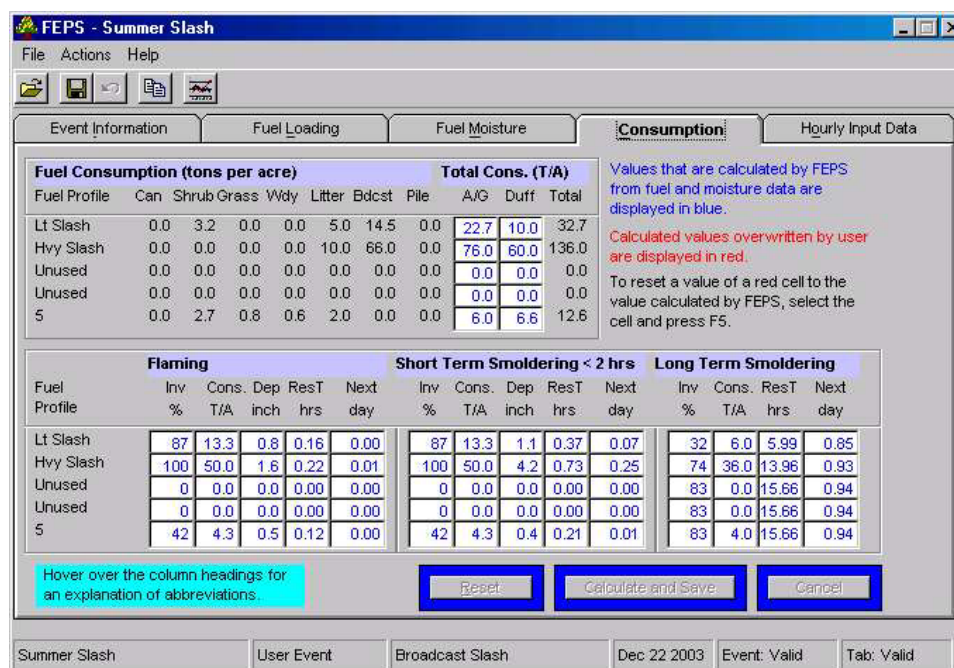 FEPS - Summer Slash
File Actions Help
Event Information Fuel Loading Fuel Moisture Consumption Hourly Input Data
Fuel Consumption (tons per acre) Total Cons. (T/A)
Fuel Profile Can Shrub Grass Wdy Litter Bdcst Pile A/G Duff Total
Lt Slash 0.0 3.2 0.0 0.0 5.0 14.5 0.0 22.7 10.0 32.7
Hvy Slash 0.0 0.0 0.0 0.0 10.0 66.0 0.0 76.0 60.0 136.0
Unused 0.0 0.0 0.0 0.0 0.0 0.0 0.0 0.0 0.0 0.0
Unused 0.0 0.0 0.0 0.0 0.0 0.0 0.0 0.0 0.0 0.0
5 0.0 2.7 0.8 0.6 2.0 0.0 0.0 6.0 6.6 12.6
Values that are calculated by FEPS
from fuel and moisture data are
displayed in blue.
Calculated values overwritten by user
are displayed in red.
To reset a value of a red cell to the
value calculated by FEPS, select the
cell and press F5.
Flaming Short Term Smoldering < 2 hrs Long Term Smoldering
Fuel Inv Cons. Dep ResT Next Inv Cons. Dep ResT Next Inv Cons. ResT Next
Profile % T/A inch hrs day % T/A inch hrs day % T/A hrs day
Lt Slash 87 13.3 0.8 0.16 0.00 87 13.3 1.1 0.37 0.07 32 6.0 5.99 0.85
Hvy Slash 100 50.0 1.6 0.22 0.01 100 50.0 4.2 0.73 0.25 74 36.0 13.96 0.93
Unused 0 0.0 0.0 0.00 0.00 0 0.0 0.0 0.00 0.00 83 0.0 15.66 0.94
Unused 0 0.0 0.0 0.00 0.00 0 0.0 0.0 0.00 0.00 83 0.0 15.66 0.94
5 42 4.3 0.5 0.12 0.00 42 4.3 0.4 0.21 0.01 83 4.0 15.66 0.94
Hover over the column headings for
an explanation of abbreviations.
Reset Calculate and Save Cancel
Summer Slash User Event Broadcast Slash Dec 22 2003 Event: Valid Tab: Valid